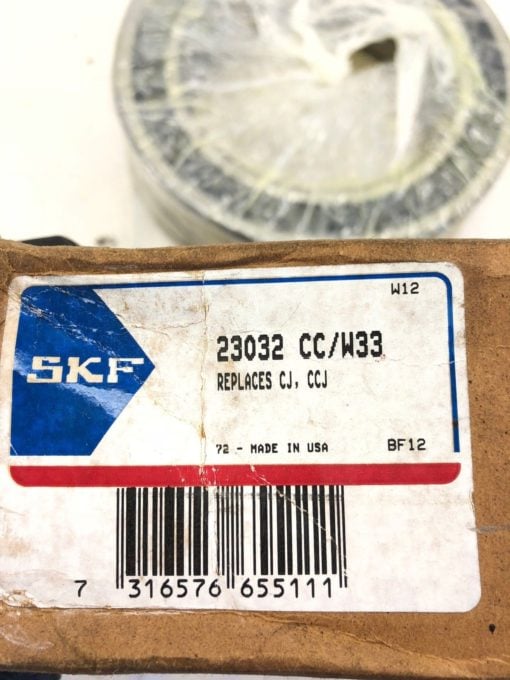 W12
SKF
23032 CC/W33
REPLACES CJ, CCJ
72 - MADE IN USA BF12
7 316576 655111